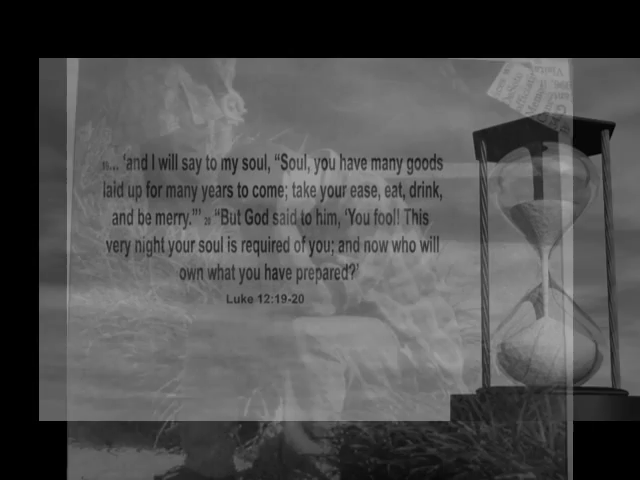 19... ‘and I will say to my soul, “Soul, you have many goods
laid up for many years to come; take your ease, eat, drink,
and be merry.”’ 20 “But God said to him, ‘You fool! This
very night your soul is required of you; and now who will
own what you have prepared?’
Luke 12:19-20